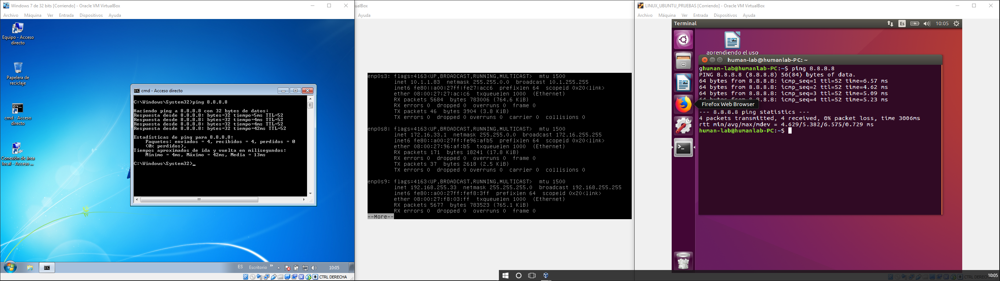 Windows 7 de 32 bits [Corriendo] - Oracle VM VirtualBox
Archivo Máquina Ver Entrada Dispositivos Ayuda
Equipo - Acceso
directo
Papelera de
reciclaje
cmd - Acceso
directo
Conexión de área
local - Acceso ...
cmd - Acceso directo
C:\Windows\System32>ping 8.8.8.8
Haciendo ping a 8.8.8.8 con 32 bytes de datos:
Respuesta desde 8.8.8.8: bytes=32 tiempo=5ms TTL=52
Respuesta desde 8.8.8.8: bytes=32 tiempo=4ms TTL=52
Respuesta desde 8.8.8.8: bytes=32 tiempo=4ms TTL=52
Respuesta desde 8.8.8.8: bytes=32 tiempo=42ms TTL=52
Estadísticas de ping para 8.8.8.8:
Paquetes: enviados = 4, recibidos = 4, perdidos = 0
(0% perdidos),
Tiempos aproximados de ida y vuelta en milisegundos:
Mínimo = 4ms, Máximo = 42ms, Media = 13ms
C:\Windows\System32>_
ES Escritorio » 10:05
CTRL DERECHA
ualBox
Ayuda
enp0s3: flags=4163<UP,BROADCAST,RUNNING,MULTICAST> mtu 1500
inet 10.1.1.83 netmask 255.255.0.0 broadcast 10.1.255.255
inet6 fe80::a00:27ff:fe27:acc6 prefixlen 64 scopeid 0x20<link>
ether 08:00:27:27:ac:c6 txqueuelen 1000 (Ethernet)
RX packets 5684 bytes 783006 (764.6 KiB)
RX errors 0 dropped 0 overruns 0 frame 0
TX packets 46 bytes 3904 (3.8 KiB)
TX errors 0 dropped 0 overruns 0 carrier 0 collisions 0
enp0s8: flags=4163<UP,BROADCAST,RUNNING,MULTICAST> mtu 1500
inet 172.16.33.1 netmask 255.255.0.0 broadcast 172.16.255.255
inet6 fe80::a00:27ff:fe96:afb5 prefixlen 64 scopeid 0x20<link>
ether 08:00:27:96:af:b5 txqueuelen 1000 (Ethernet)
RX packets 171 bytes 18241 (17.8 KiB)
RX errors 0 dropped 0 overruns 0 frame 0
TX packets 37 bytes 2618 (2.5 KiB)
TX errors 0 dropped 0 overruns 0 carrier 0 collisions 0
enp0s9: flags=4163<UP,BROADCAST,RUNNING,MULTICAST> mtu 1500
inet 192.168.255.33 netmask 255.255.255.0 broadcast 192.168.255.255
inet6 fe80::a00:27ff:fef8:3ff prefixlen 64 scopeid 0x20<link>
ether 08:00:27:f8:03:ff txqueuelen 1000 (Ethernet)
RX packets 5677 bytes 783523 (765.1 KiB)
RX errors 0 dropped 0 overruns 0 frame 0
--More--
LINUX_UBUNTU_PRUEBAS [Corriendo] - Oracle VM VirtualBox
Archivo Máquina Ver Entrada Dispositivos Ayuda
Terminal Es 10:05
aprendiendo el uso
human-lab@humanlab-PC: ~
ghuman-lab@humanlab-PC:~$ ping 8.8.8.8
PING 8.8.8.8 (8.8.8.8) 56(84) bytes of data.
64 bytes from 8.8.8.8: icmp_seq=1 ttl=52 time=6.57 ms
64 bytes from 8.8.8.8: icmp_seq=2 ttl=52 time=4.62 ms
64 bytes from 8.8.8.8: icmp_seq=3 ttl=52 time=5.09 ms
64 bytes from 8.8.8.8: icmp_seq=4 ttl=52 time=5.23 ms
Firefox Web Browser
--- 8.8.8.8 ping statistics ---
4 packets transmitted, 4 received, 0% packet loss, time 3006ms
rtt min/avg/max/mdev = 4.629/5.382/6.575/0.729 ms
human-lab@humanlab-PC:~$
CTRL DERECHA
10:05